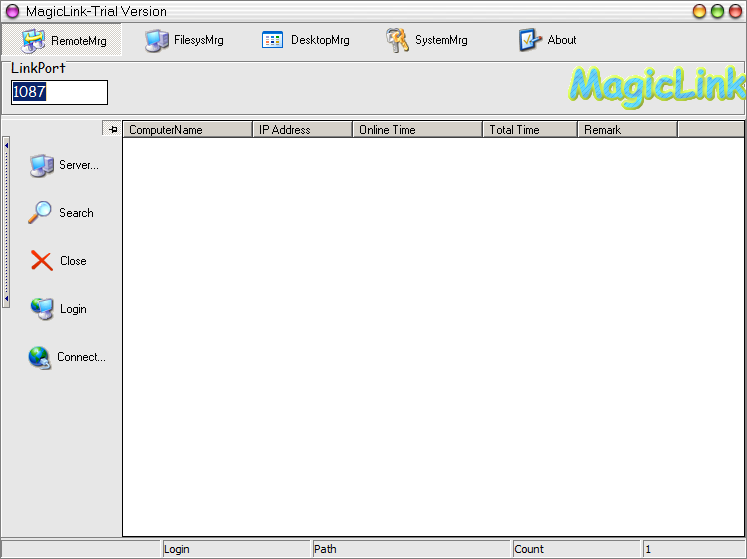 MagicLink-Trial Version
RemoteMrg FilesysMrg DesktopMrg SystemMrg About
LinkPort
1087
MagicLink
ComputerName IP Address Online Time Total Time Remark
Server...
Search
Close
Login
Connect...
Login Path Count 1